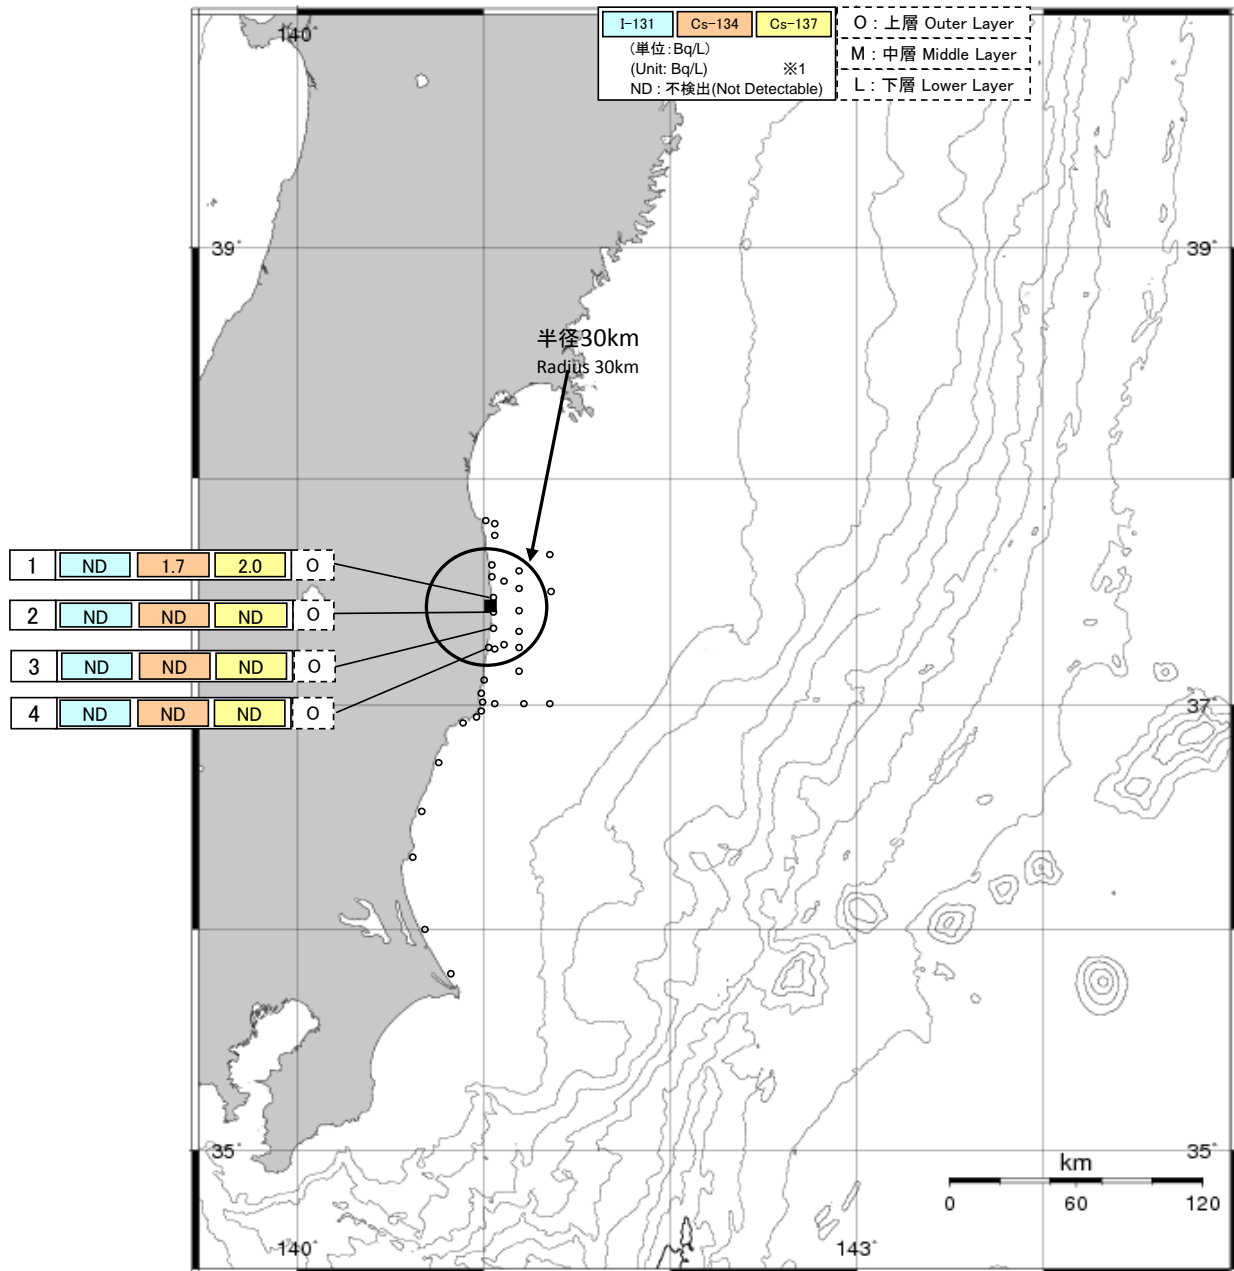 140°
I-131 Cs-134 Cs-137
(単位:Bq/L)
(Unit: Bq/L) ※1
ND : 不検出(Not Detectable)
O : 上層 Outer Layer
M : 中層 Middle Layer
L : 下層 Lower Layer
39° 39°
半径30km
Radius 30km
1 ND 1.7 2.0 O
2 ND ND ND O
3 ND ND ND O
4 ND ND ND O
37°
35° 35°
km
0 60 120
140° 143°